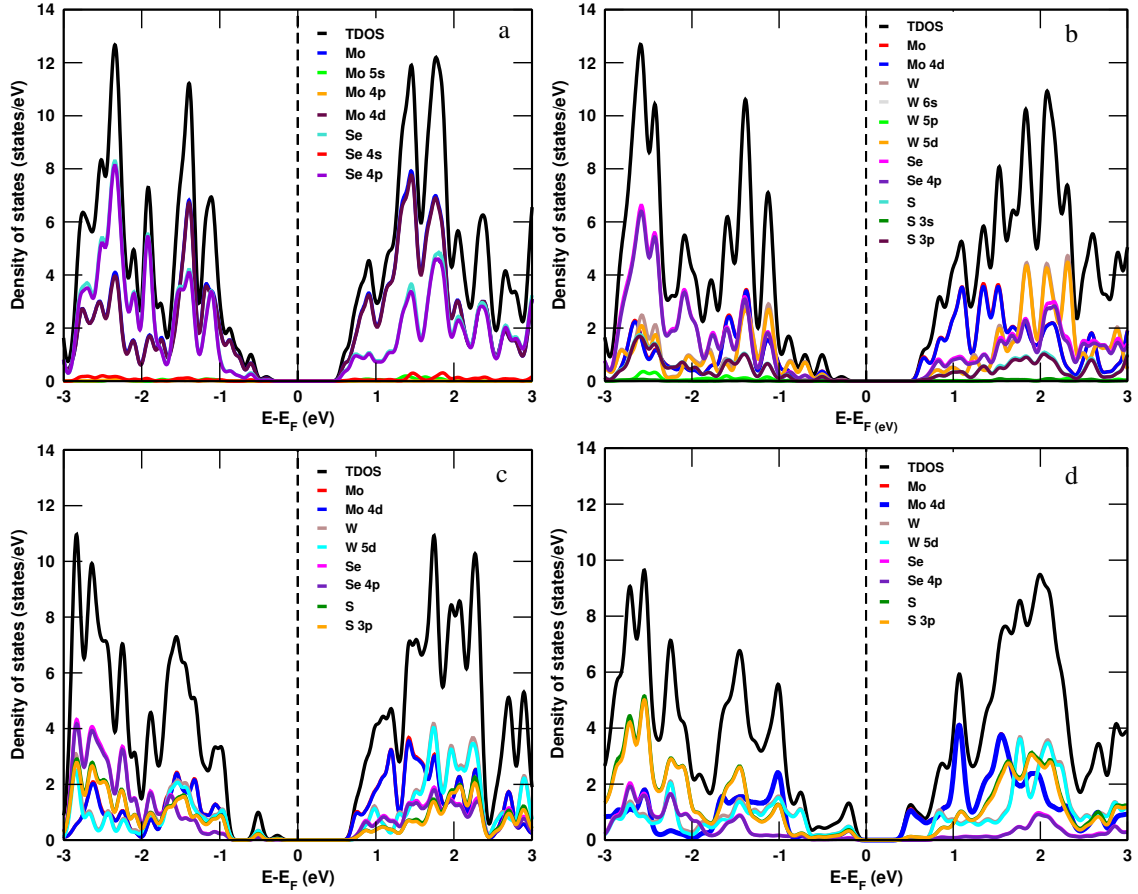 a
TDOS
Mo
Mo 5s
Mo 4p
Mo 4d
Se
Se 4s
Se 4p
Density of states (states/eV)
14
12
10
8
6
4
2
0
-3 -2 -1 0 1 2 3
E-EF (eV)
b
TDOS
Mo
Mo 4d
W
W 6s
W 5p
W 5d
Se
Se 4p
S
S 3s
S 3p
Density of states (states/eV)
14
12
10
8
6
4
2
0
-3 -2 -1 0 1 2 3
E-EF (eV)
c
TDOS
Mo
Mo 4d
W
W 5d
Se
Se 4p
S
S 3p
Density of states (states/eV)
14
12
10
8
6
4
2
0
-3 -2 -1 0 1 2 3
E-EF (eV)
d
TDOS
Mo
Mo 4d
W
W 5d
Se
Se 4p
S
S 3p
Density of states (states/eV)
14
12
10
8
6
4
2
0
-3 -2 -1 0 1 2 3
E-EF (eV)